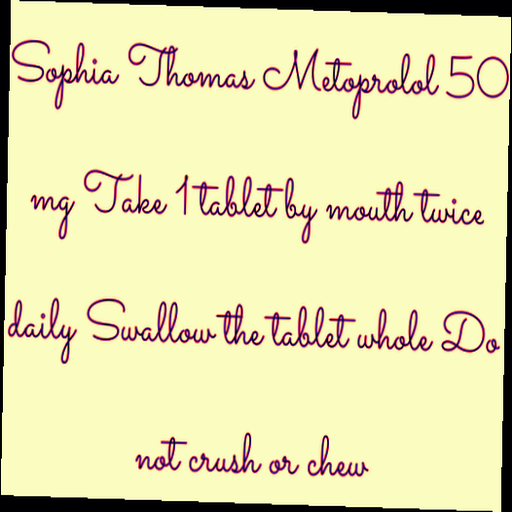 Sophia Thomas Metoprolol 50
mg Take 1 tablet by mouth twice
daily Swallow the tablet whole Do
not crush or chew